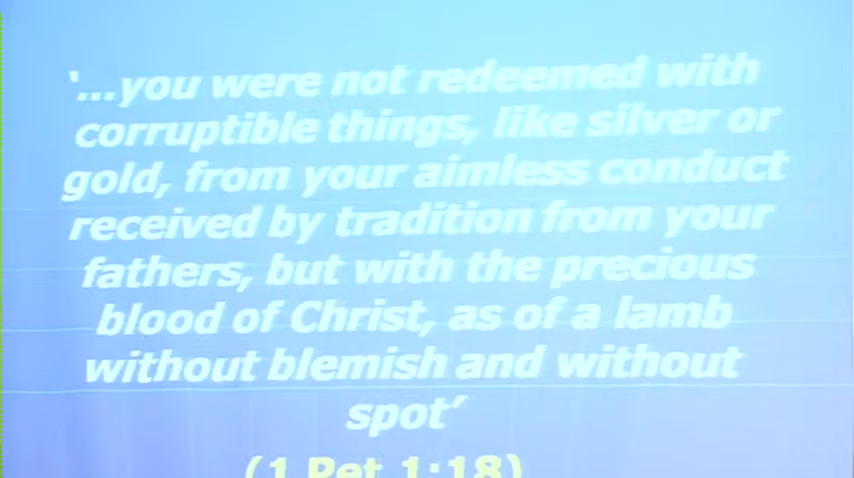 '...you were not redeemed with
corruptible things, like silver or
gold, from your aimless conduct
received by tradition from your
fathers, but with the precious
blood of Christ, as of a lamb
without blemish and without
spot'
(1 Pet 1:18)